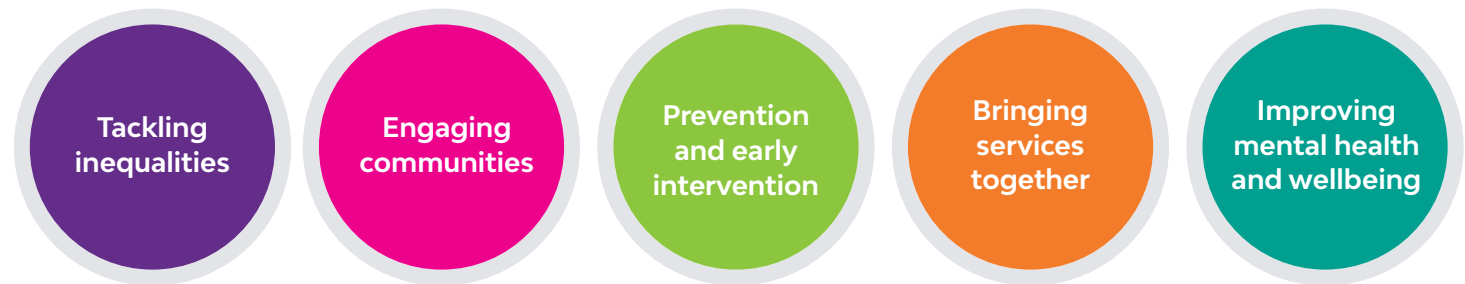 Tackling
inequalities
Engaging
communities
Prevention
and early
intervention
Bringing
services
together
Improving
mental health
and wellbeing